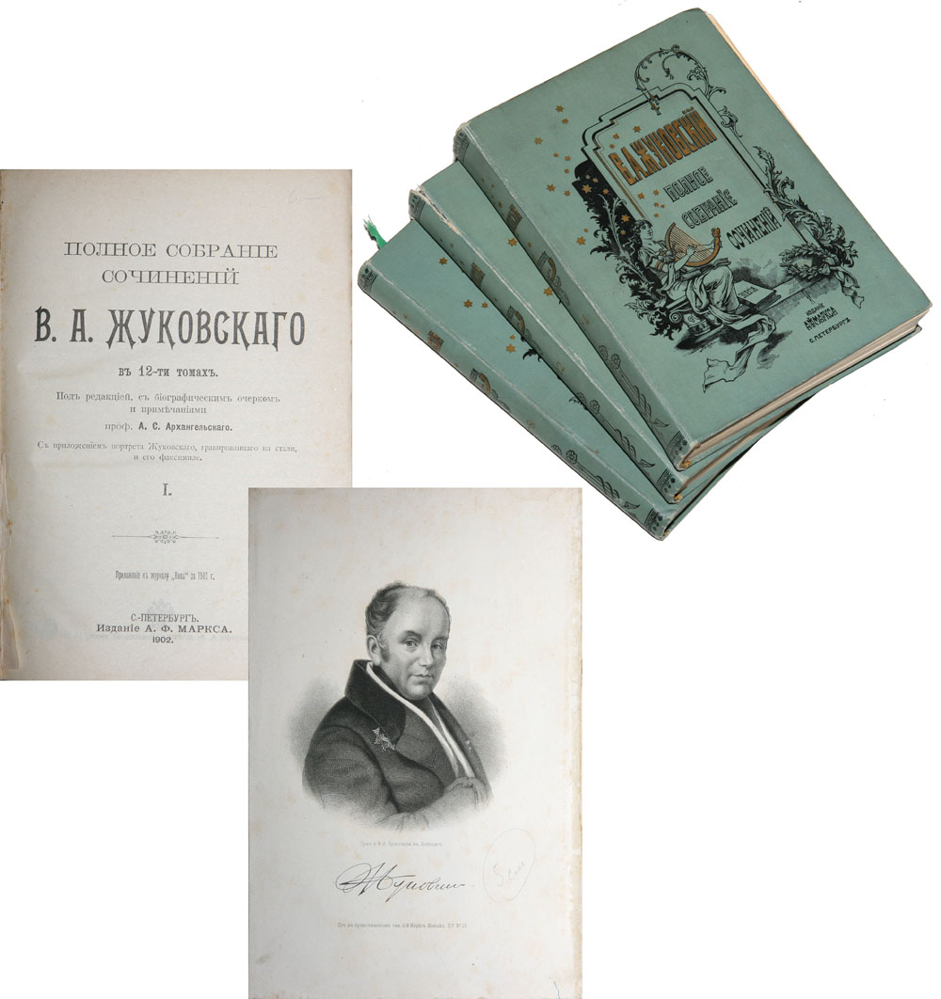 ПОЛНОЕ СОБРАНІЕ
СОЧИНЕНІЙ
В. А. ЖУКОВСКАГО
въ 12-ти томахъ.
Подъ редакціей, съ біографическимъ очеркомъ
и примѣчаніями
проф. А. С. Архангельскаго.
Съ приложеніемъ портрета Жуковскаго, гравированнаго на стали,
и его факсимиле.
I.
Приложеніе къ журналу „Нива" за 1902 г.
С.-ПЕТЕРБУРГЪ.
Изданіе А. Ф. МАРКСА.
1902.
В.А.ЖУКОВСКІЙ
ПОЛНОЕ
СОБРАНІЕ
СОЧИНЕНІЙ
ИЗДАНІЕ
А.Ф.МАРКСА
С.ПЕТЕРБУРГЪ.
Жуковскій